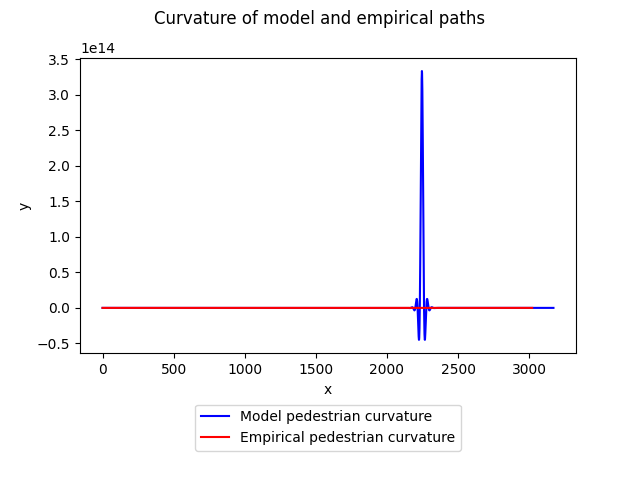 Curvature of model and empirical paths
1e14
3.5
3.0
2.5
2.0
1.5
1.0
0.5
0.0
−0.5
y
0 500 1000 1500 2000 2500 3000
x
Model pedestrian curvature
Empirical pedestrian curvature